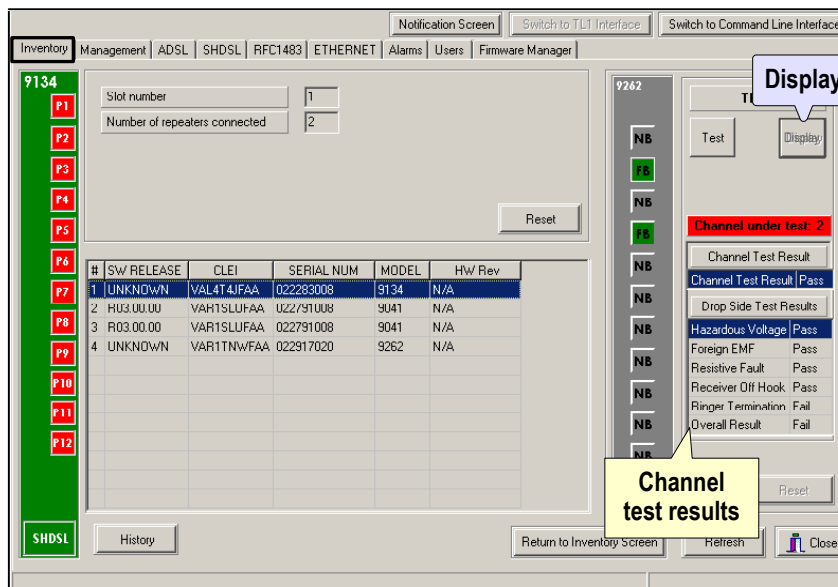 Notification Screen Switch to TL1 Interface Switch to Command Line Interface
Inventory Management ADSL SHDSL RFC1483 ETHERNET Alarms Users Firmware Manager
9134
P1
P2
P3
P4
P5
P6
P7
P8
P9
P10
P11
P12
SHDSL
Slot number 1
Number of repeaters connected 2
Reset
# SW RELEASE CLEI SERIAL NUM MODEL HW Rev
1 UNKNOWN VAL4T4JFAA 022283008 9134 N/A
2 R03.00.00 VAR1SLUFAA 022791008 9041 N/A
3 R03.00.00 VAR1SLUFAA 022791008 9041 N/A
4 UNKNOWN VAR1TNWFAA 022917020 9262 N/A
History
9262
NB
FB
NB
FB
NB
NB
NB
NB
NB
NB
NB
Display
Test Display
Channel under test: 2
Channel Test Result
Channel Test Result Pass
Drop Side Test Results
Hazardous Voltage Pass
Foreign EMF Pass
Resistive Fault Pass
Receiver Off Hook Pass
Ringer Termination Fail
Overall Result Fail
Channel
test results
Reset
Return to Inventory Screen Refresh Close